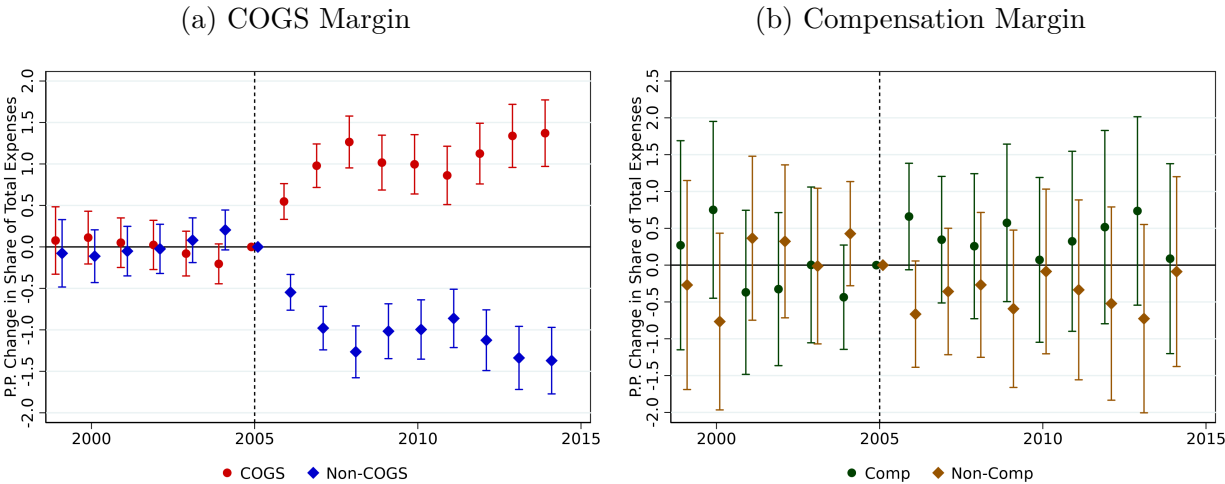 (a) COGS Margin
P.P. Change in Share of Total Expenses
2.0
1.5
1.0
0.5
0.0
-0.5
-1.0
-1.5
-2.0
2000 2005 2010 2015
COGS Non-COGS
(b) Compensation Margin
P.P. Change in Share of Total Expenses
2.5
2.0
1.5
1.0
0.5
0.0
-0.5
-1.0
-1.5
-2.0
2000 2005 2010 2015
Comp Non-Comp